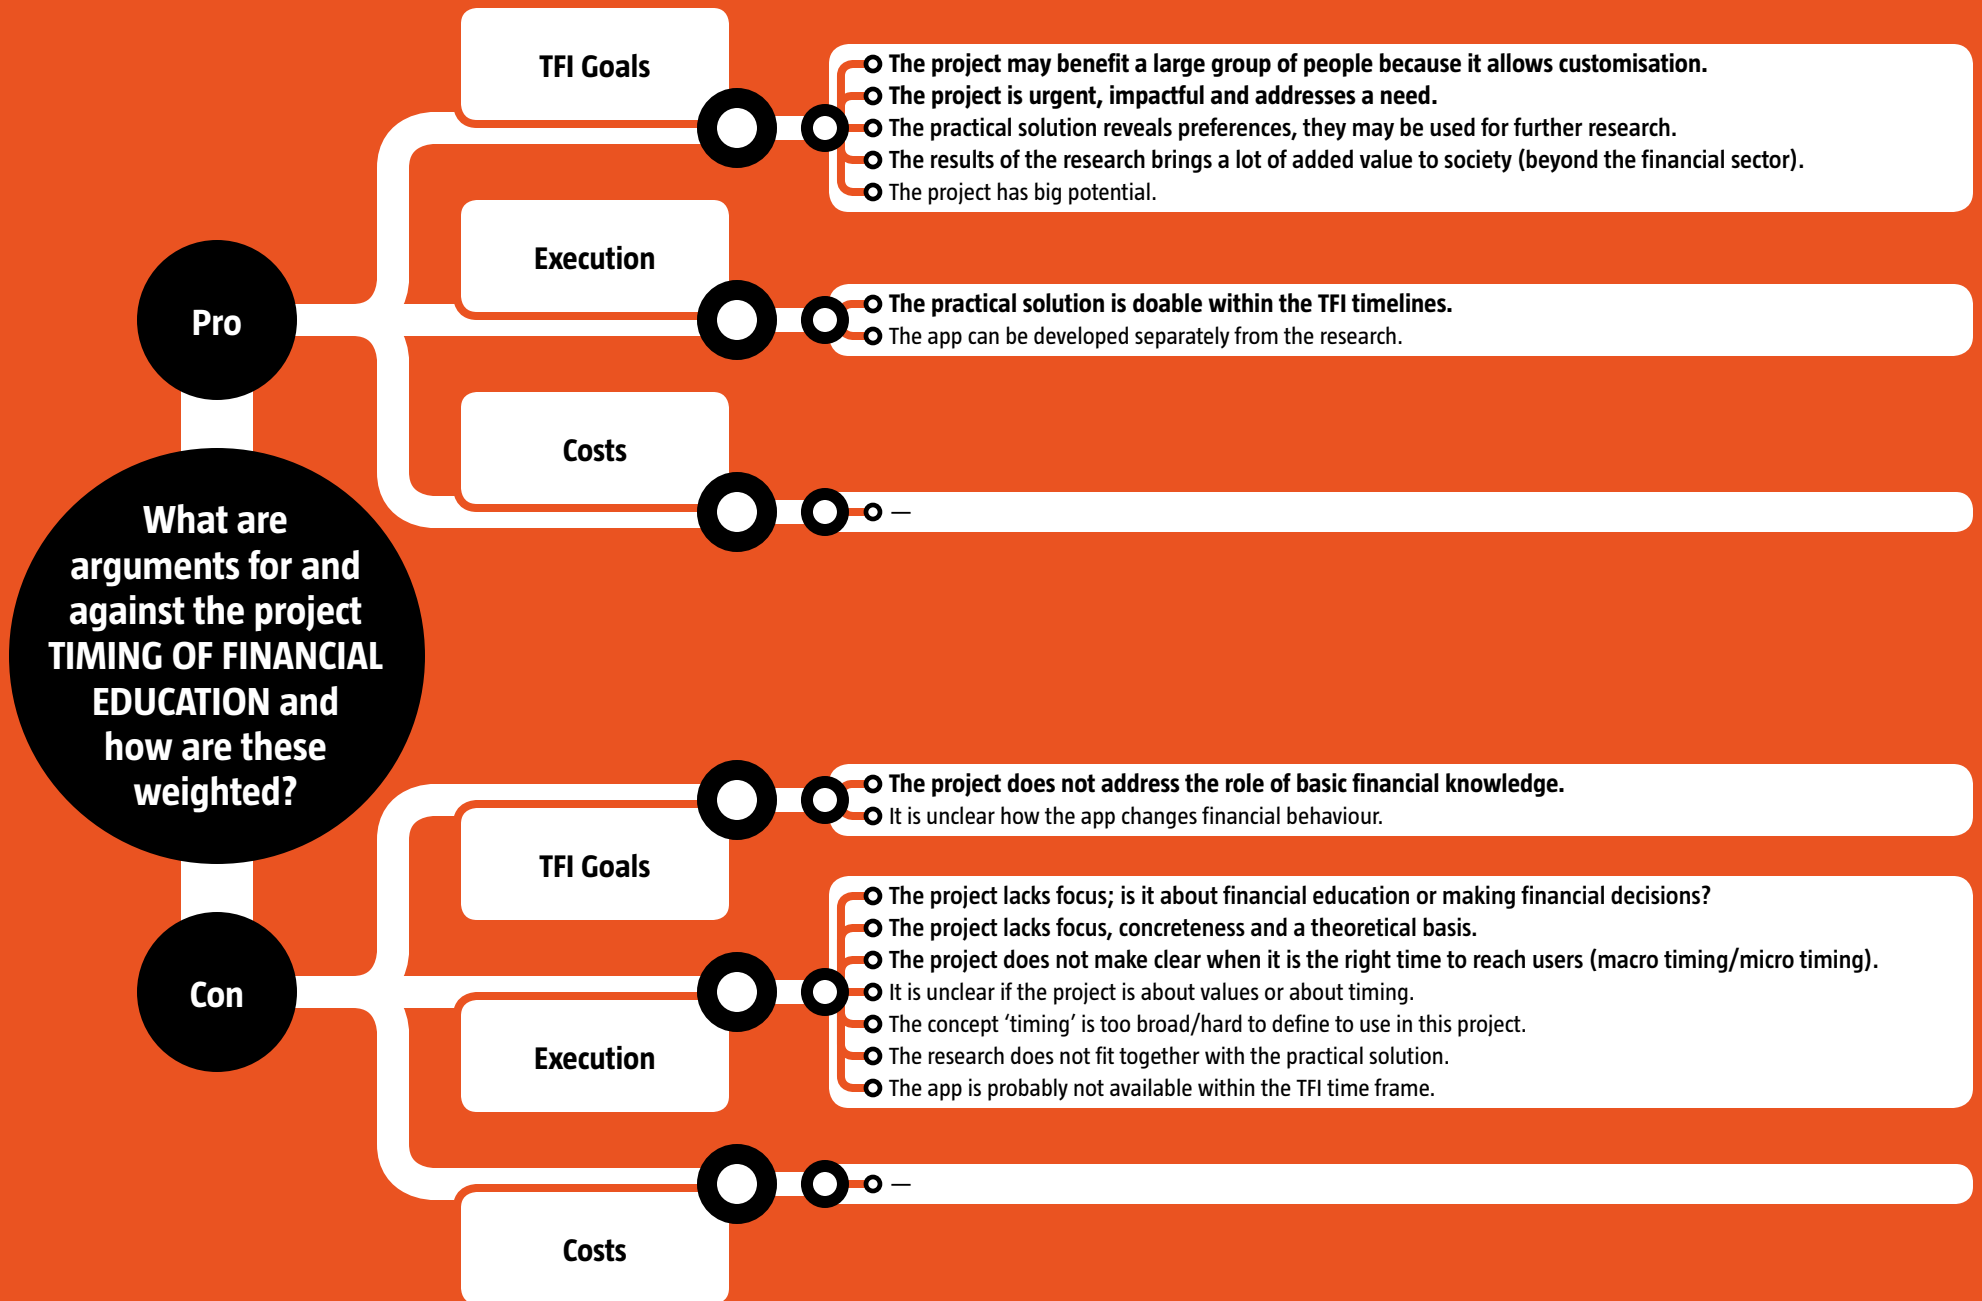 TFI Goals
The project may benefit a large group of people because it allows customisation.
The project is urgent, impactful and addresses a need.
The practical solution reveals preferences, they may be used for further research.
The results of the research brings a lot of added value to society (beyond the financial sector).
The project has big potential.
Execution
The practical solution is doable within the TFI timelines.
The app can be developed separately from the research.
Pro
Costs
—
What are
arguments for and
against the project
TIMING OF FINANCIAL
EDUCATION and
how are these
weighted?
TFI Goals
The project does not address the role of basic financial knowledge.
It is unclear how the app changes financial behaviour.
Con
Execution
The project lacks focus; is it about financial education or making financial decisions?
The project lacks focus, concreteness and a theoretical basis.
The project does not make clear when it is the right time to reach users (macro timing/micro timing).
It is unclear if the project is about values or about timing.
The concept ‘timing’ is too broad/hard to define to use in this project.
The research does not fit together with the practical solution.
The app is probably not available within the TFI time frame.
Costs
—